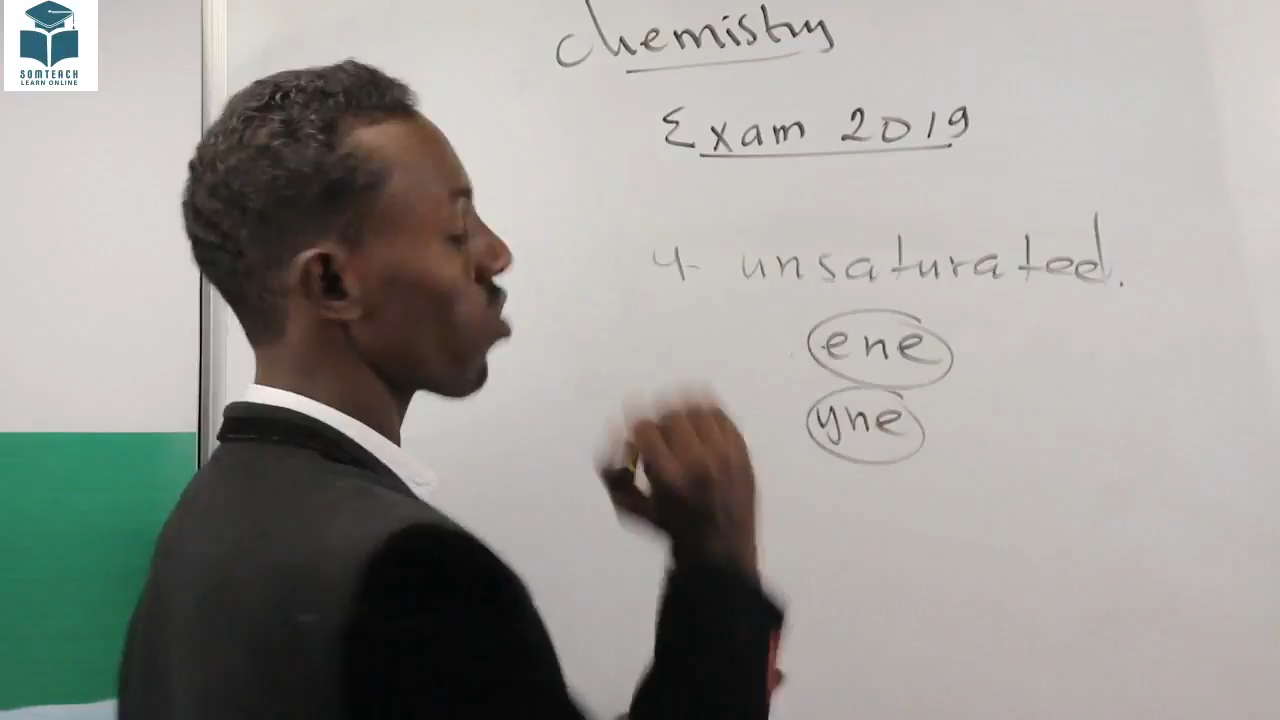 SOMTEACH
LEARN ONLINE
Chemistry
Exam 2019
4- unsaturated.
ene
yne